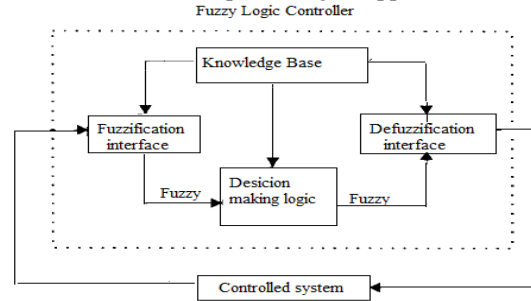 Fuzzy Logic Controller
Knowledge Base
Fuzzification
interface
Defuzzification
interface
Desicion
making logic
Fuzzy
Fuzzy
Controlled system